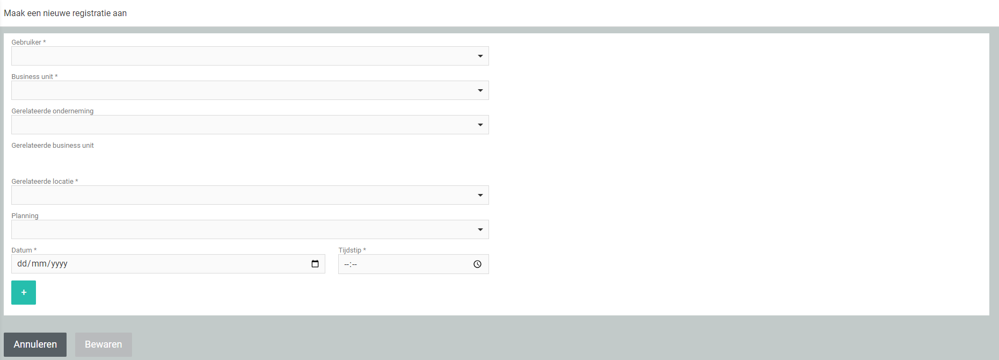 Maak een nieuwe registratie aan
Gebruiker *
Business unit *
Gerelateerde onderneming
Gerelateerde business unit
Gerelateerde locatie *
Planning
Datum * Tijdstip *
dd/mm/yyyy --:--
+
Annuleren Bewaren